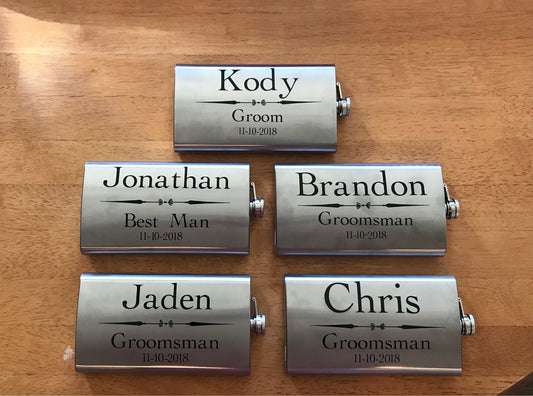 Kody
Groom
11-10-2018
Jonathan
Best Man
11-10-2018
Brandon
Groomsman
11-10-2018
Jaden
Groomsman
11-10-2018
Chris
Groomsman
11-10-2018